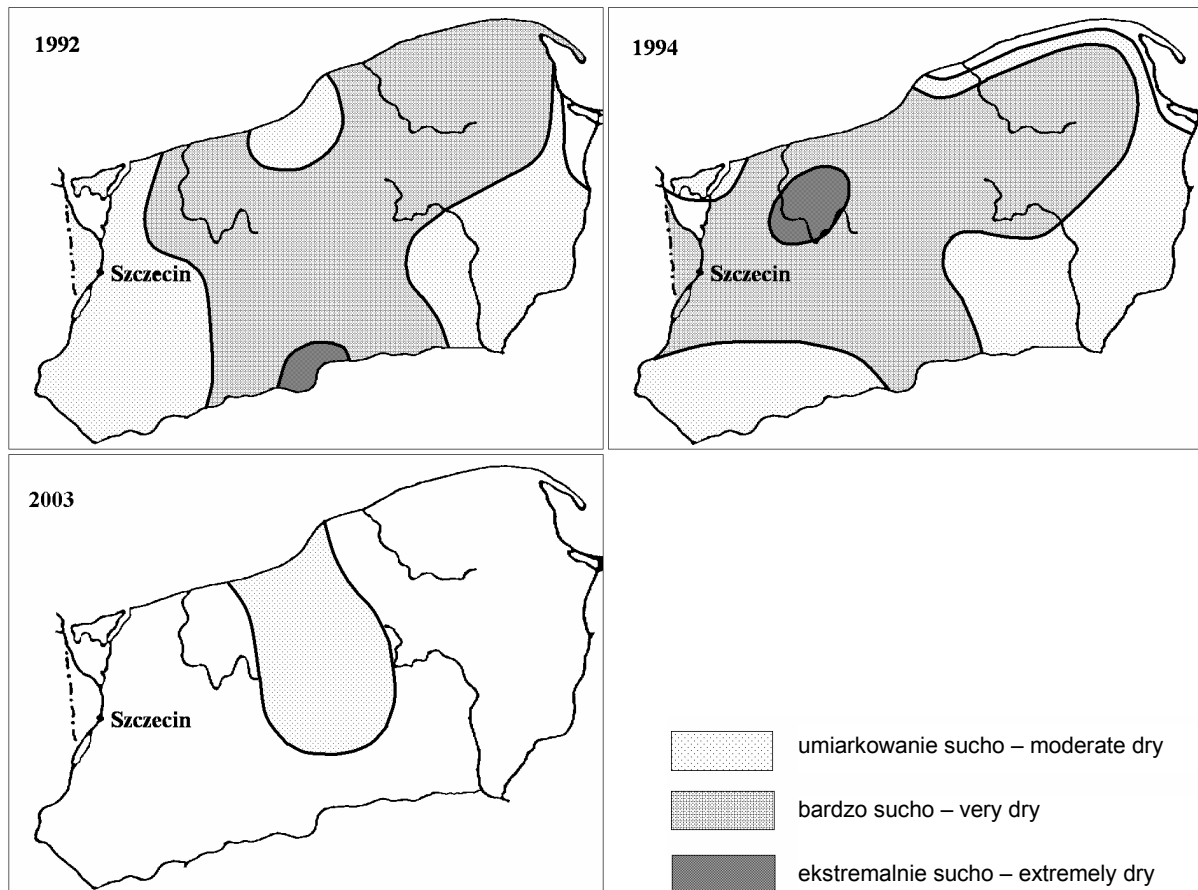 1992
Szczecin
1994
Szczecin
2003
Szczecin
umiarkowanie sucho – moderate dry
bardzo sucho – very dry
ekstremalnie sucho – extremely dry